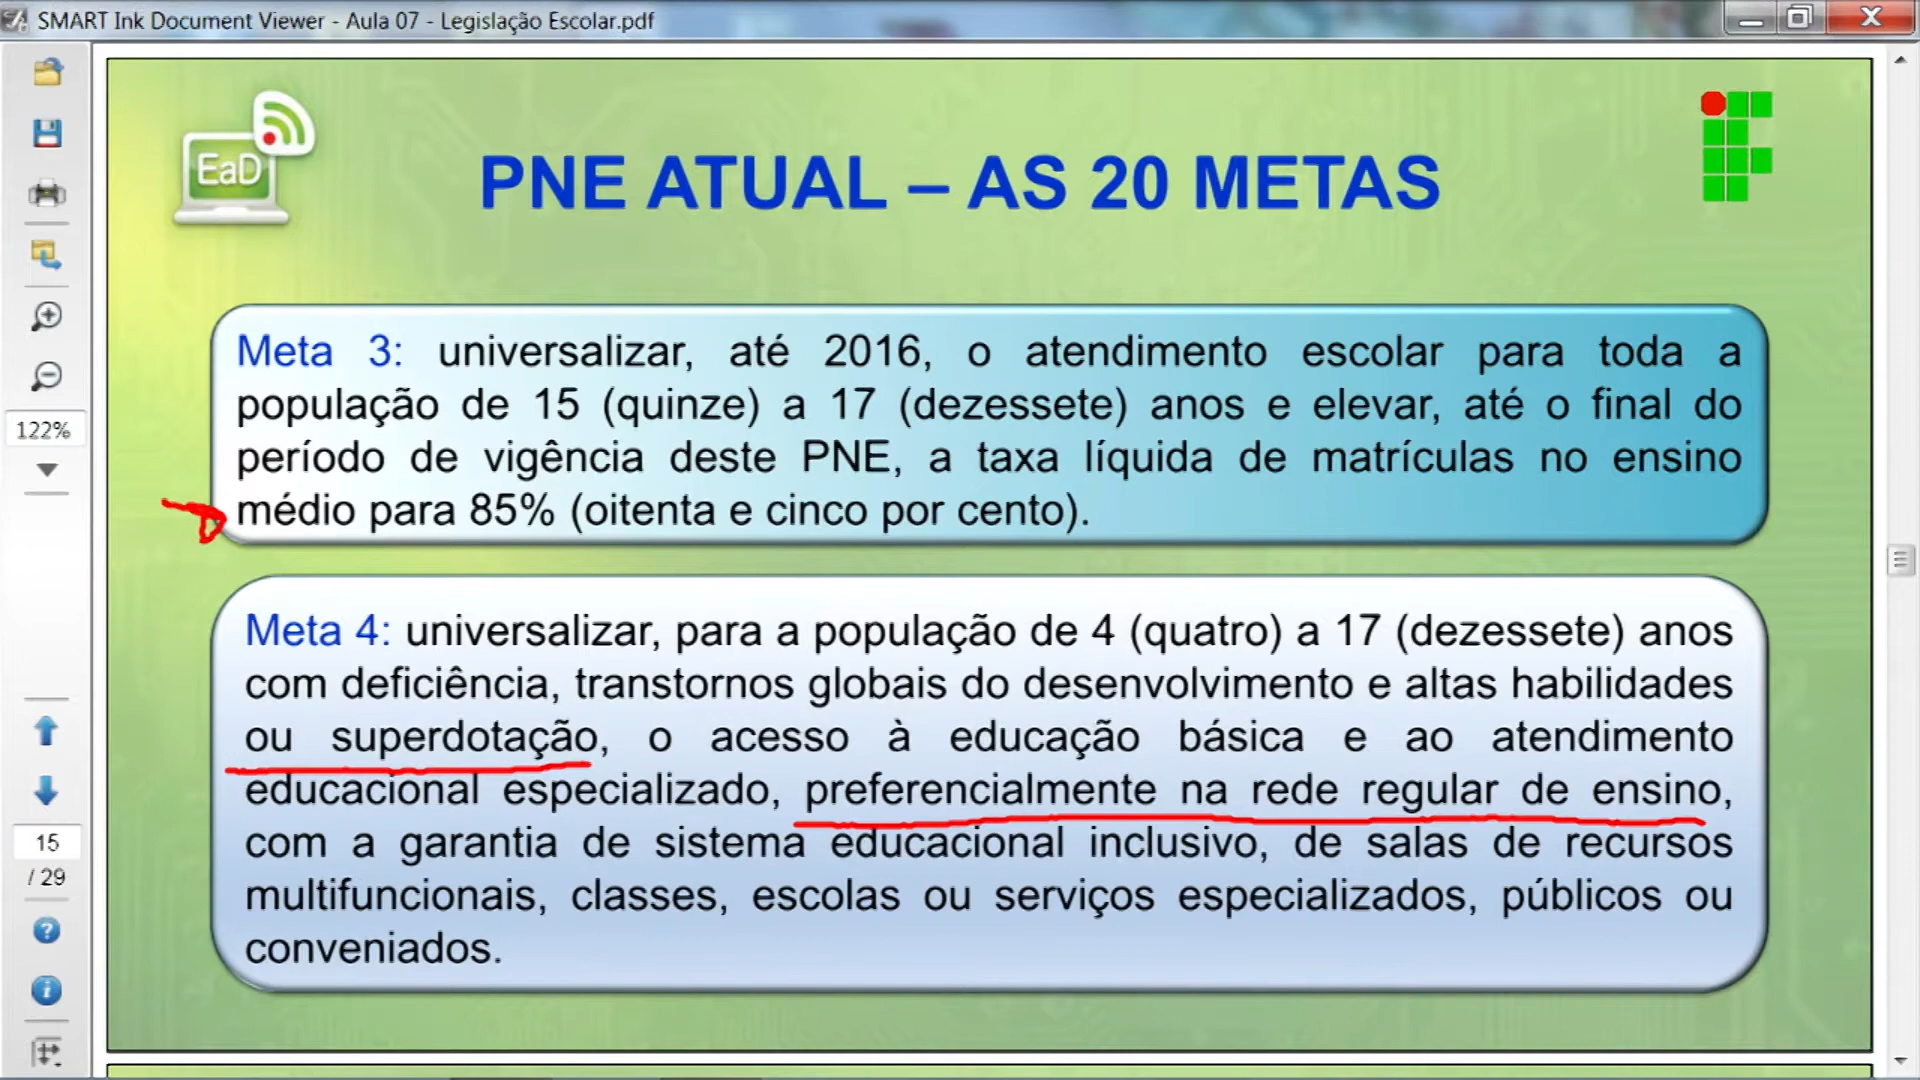 SMART Ink Document Viewer - Aula 07 - Legislação Escolar.pdf
EaD
PNE ATUAL – AS 20 METAS
Meta 3: universalizar, até 2016, o atendimento escolar para toda a
população de 15 (quinze) a 17 (dezessete) anos e elevar, até o final do
período de vigência deste PNE, a taxa líquida de matrículas no ensino
médio para 85% (oitenta e cinco por cento).
Meta 4: universalizar, para a população de 4 (quatro) a 17 (dezessete) anos
com deficiência, transtornos globais do desenvolvimento e altas habilidades
ou superdotação, o acesso à educação básica e ao atendimento
educacional especializado, preferencialmente na rede regular de ensino,
com a garantia de sistema educacional inclusivo, de salas de recursos
multifuncionais, classes, escolas ou serviços especializados, públicos ou
conveniados.
122%
15
/ 29